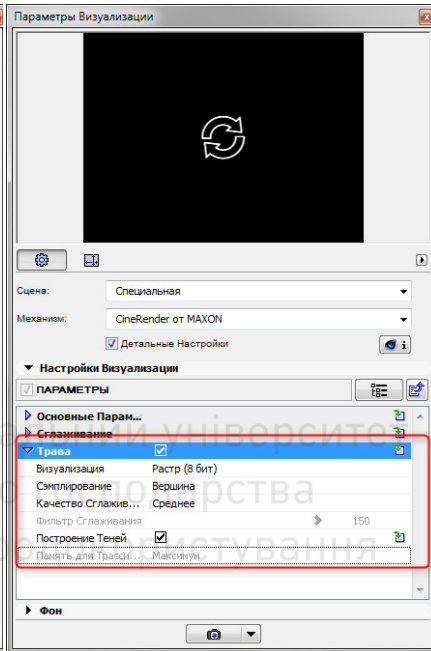 Параметры Визуализации
Сцена: Специальная
Механизм: CineRender от MAXON
Детальные Настройки i
Настройки Визуализации
ПАРАМЕТРЫ
Основные Парам...
Сглаживание
Трава
Визуализация Растр (8 бит)
Сэмплирование Вершина
Качество Сглажив... Среднее
Фильтр Сглаживания 150
Построение Теней
Память для Трасси... Максимум
Фон